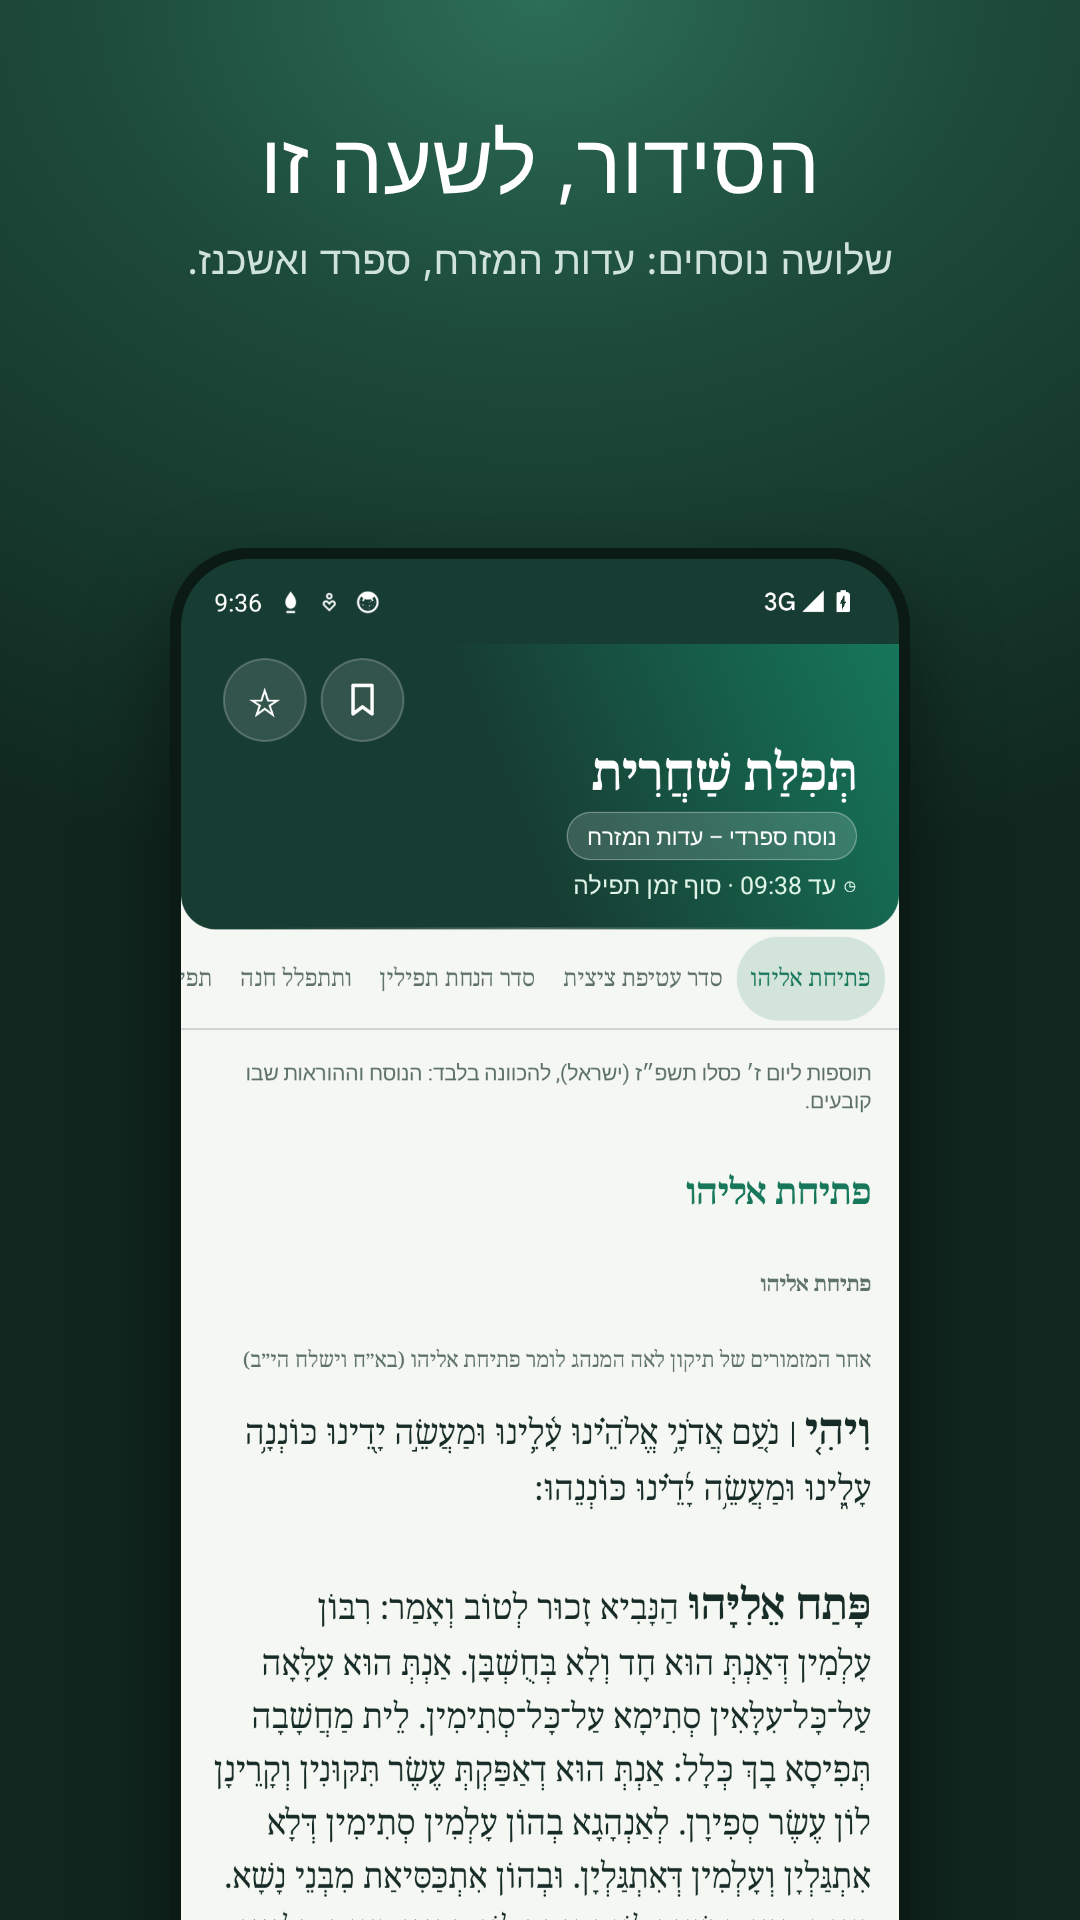 הסידור, לשעה זו
שלושה נוסחים: עדות המזרח, ספרד ואשכנז.
9:36
3G
תְּפִלַּת שַׁחֲרִית
נוסח ספרדי – עדות המזרח
עד 09:38 · סוף זמן תפילה
פתיחת אליהו סדר עטיפת ציצית סדר הנחת תפילין ותתפלל חנה תפי
תוספות ליום ז׳ כסלו תשפ״ז (ישראל), להכוונה בלבד: הנוסח וההוראות שבו
קובעים.
פתיחת אליהו
פתיחת אליהו
אחר המזמורים של תיקון לאה המנהג לומר פתיחת אליהו (בא״ח וישלח הי״ב)
וִיהִ֤י ׀ נֹ֤עַם אֲדֹנָ֥י אֱלֹהֵ֗ינוּ עָ֫לֵ֥ינוּ וּמַעֲשֵׂ֣ה יָ֭דֵינוּ כּוֹנְנָ֥ה
עָלֵ֑ינוּ וּמַעֲשֵׂ֥ה יָ֝דֵ֗ינוּ כּוֹנְנֵֽהוּ:
פָּתַח אֵלִיָּהוּ הַנָּבִיא זָכוּר לְטוֹב וְאָמַר: רִבּוֹן
עָלְמִין דְּאַנְתְּ הוּא חָד וְלָא בְּחֻשְׁבָּן. אַנְתְּ הוּא עִלָּאָה
עַל־כָּל־עִלָּאִין סְתִימָא עַל־כָּל־סְתִימִין. לֵית מַחֲשָׁבָה
תְּפִיסָא בָךְ כְּלָל: אַנְתְּ הוּא דְאַפַּקְתְּ עֶשֶׂר תִּקּוּנִין וְקָרֵינָן
לוֹן עֶשֶׂר סְפִירָן. לְאַנְהָגָא בְהוֹן עָלְמִין סְתִימִין דְּלָא
אִתְגַּלְיָן וְעָלְמִין דְּאִתְגַּלְיָן. וּבְהוֹן אִתְכַּסִּיאַת מִבְּנֵי נָשָׁא.